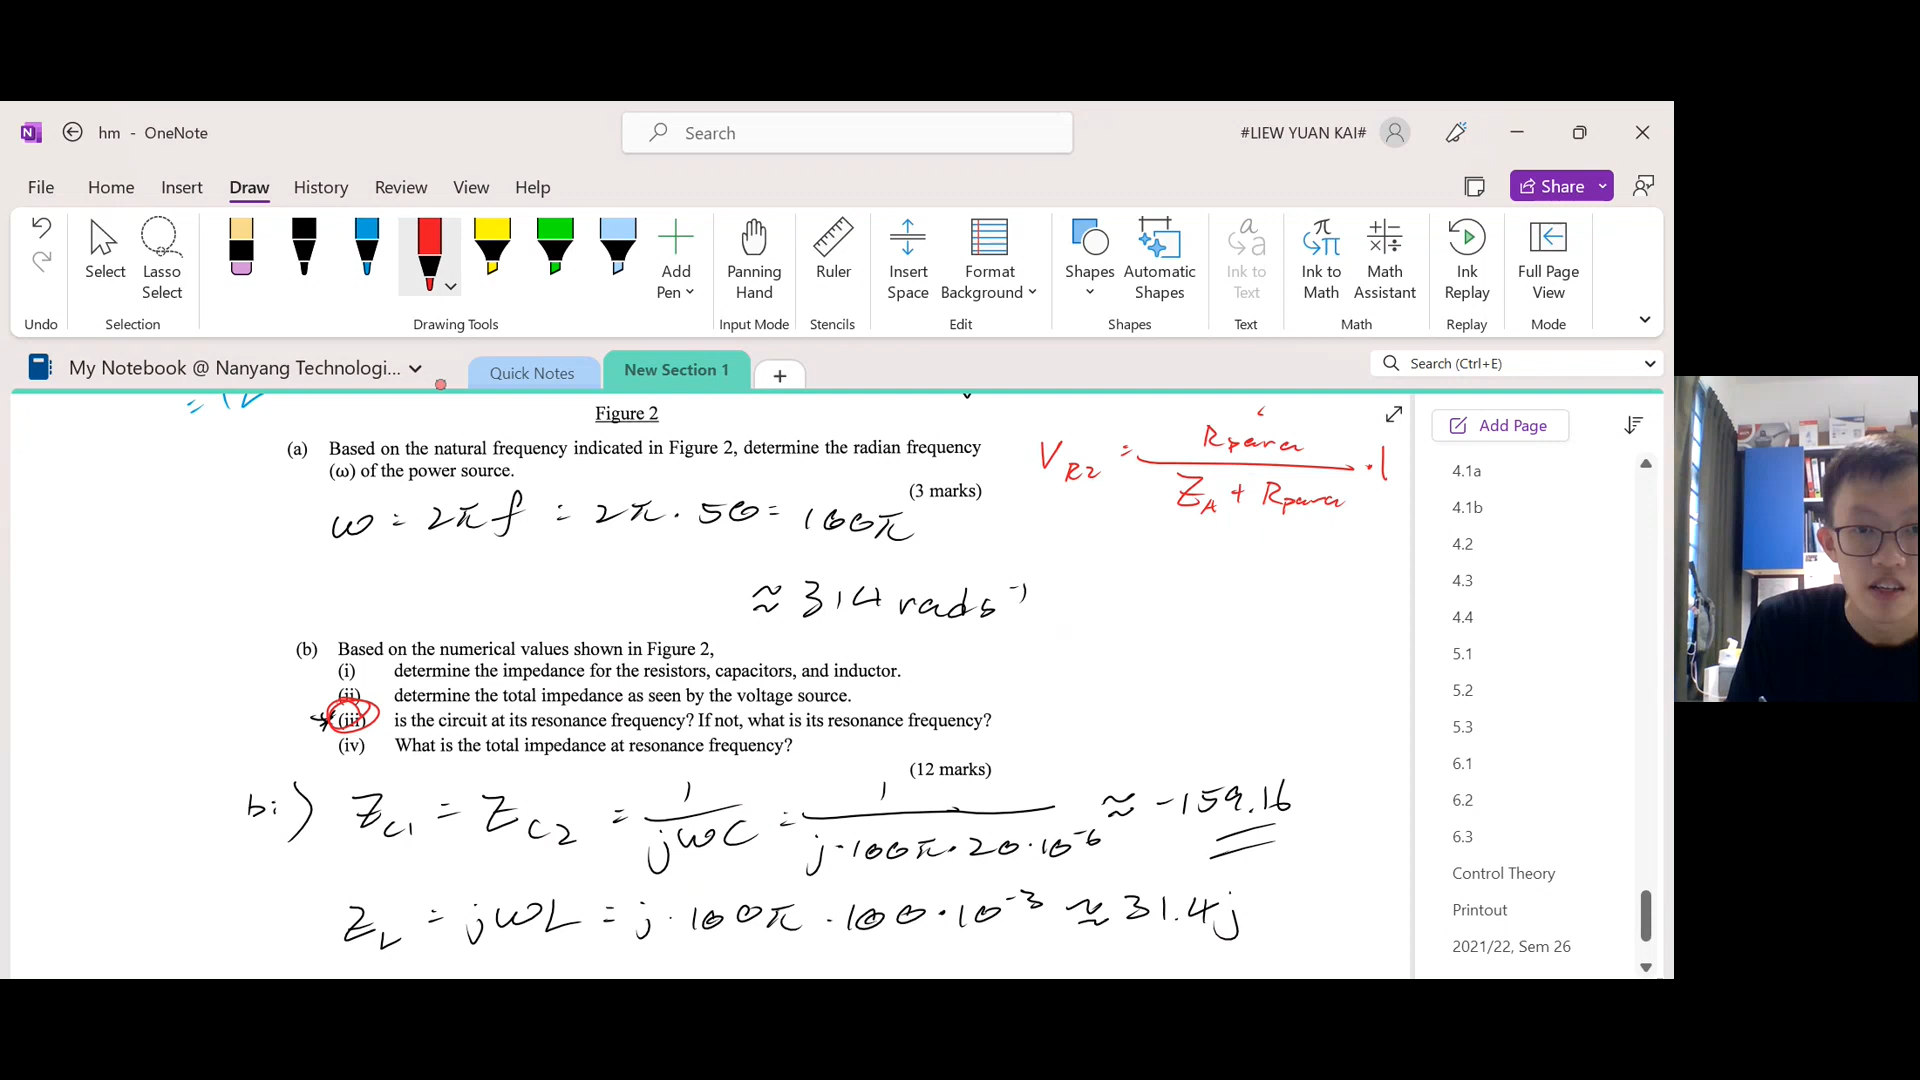 hm - OneNote
Search
#LIEW YUAN KAI#
File Home Insert Draw History Review View Help
Share
Select
Lasso Select
Add Pen
Panning Hand
Ruler
Insert Space
Format Background
Shapes
Automatic Shapes
Ink to Text
Ink to Math
Math Assistant
Ink Replay
Full Page View
Undo
Selection
Drawing Tools
Input Mode
Stencils
Edit
Shapes
Text
Math
Replay
Mode
My Notebook @ Nanyang Technologi...
Quick Notes
New Section 1
+
Search (Ctrl+E)
Figure 2
(a) Based on the natural frequency indicated in Figure 2, determine the radian frequency
(ω) of the power source.
(3 marks)
ω = 2πf = 2π · 50 = 100π
≈ 314 rads⁻¹
V_R2 = Rpara / (Z_A + Rpara) · 1
(b) Based on the numerical values shown in Figure 2,
(i) determine the impedance for the resistors, capacitors, and inductor.
(ii) determine the total impedance as seen by the voltage source.
(iii) is the circuit at its resonance frequency? If not, what is its resonance frequency?
(iv) What is the total impedance at resonance frequency?
(12 marks)
bi) Z_C1 = Z_C2 = 1 / jωC = 1 / (j·100π·20·10⁻⁶) ≈ -159.16
Z_L = jωL = j·100π·100·10⁻³ ≈ 31.4j
Add Page
4.1a
4.1b
4.2
4.3
4.4
5.1
5.2
5.3
6.1
6.2
6.3
Control Theory
Printout
2021/22, Sem 26